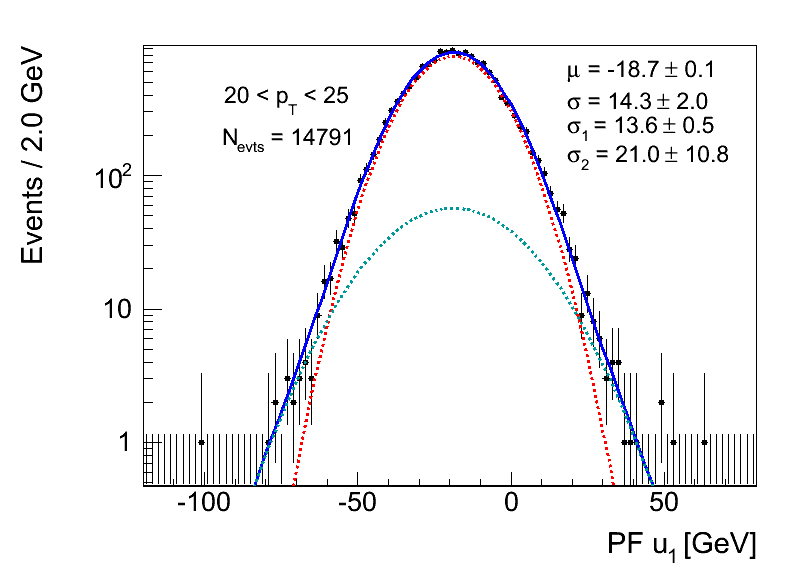 Events / 2.0 GeV
20 < p_T < 25
N_evts = 14791
μ = -18.7 ± 0.1
σ = 14.3 ± 2.0
σ_1 = 13.6 ± 0.5
σ_2 = 21.0 ± 10.8
10^2
10
1
-100 -50 0 50
PF u_1 [GeV]